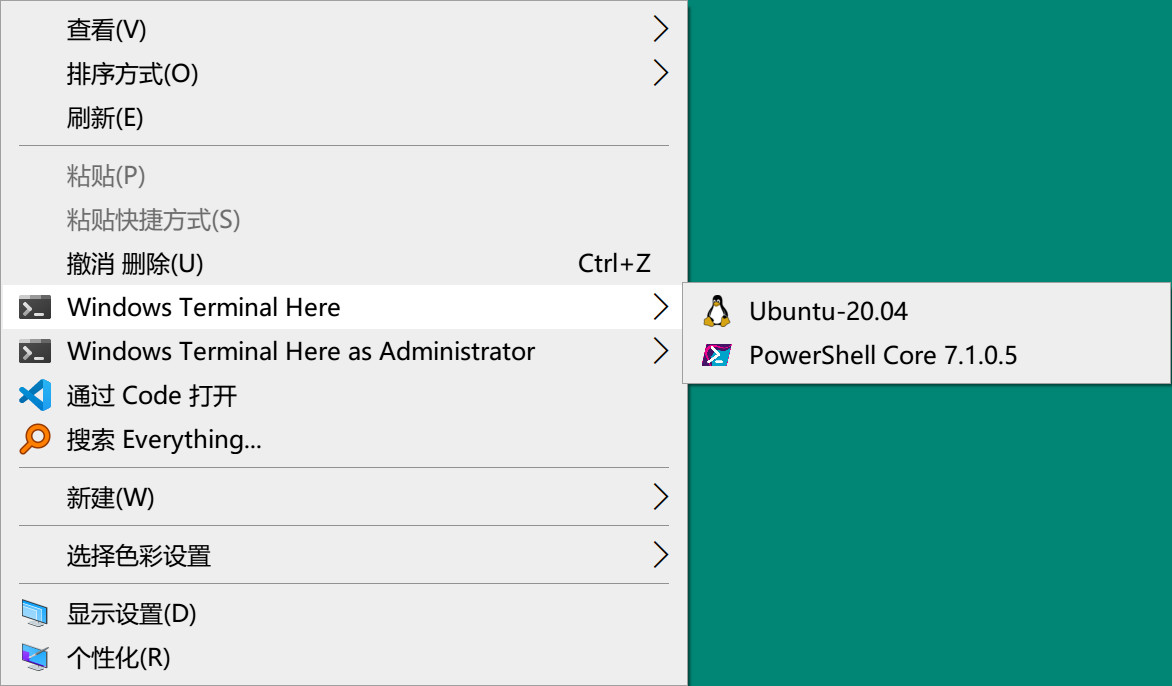 查看(V)
排序方式(O)
刷新(E)
粘贴(P)
粘贴快捷方式(S)
撤消 删除(U) Ctrl+Z
Windows Terminal Here
Ubuntu-20.04
Windows Terminal Here as Administrator
PowerShell Core 7.1.0.5
通过 Code 打开
搜索 Everything...
新建(W)
选择色彩设置
显示设置(D)
个性化(R)